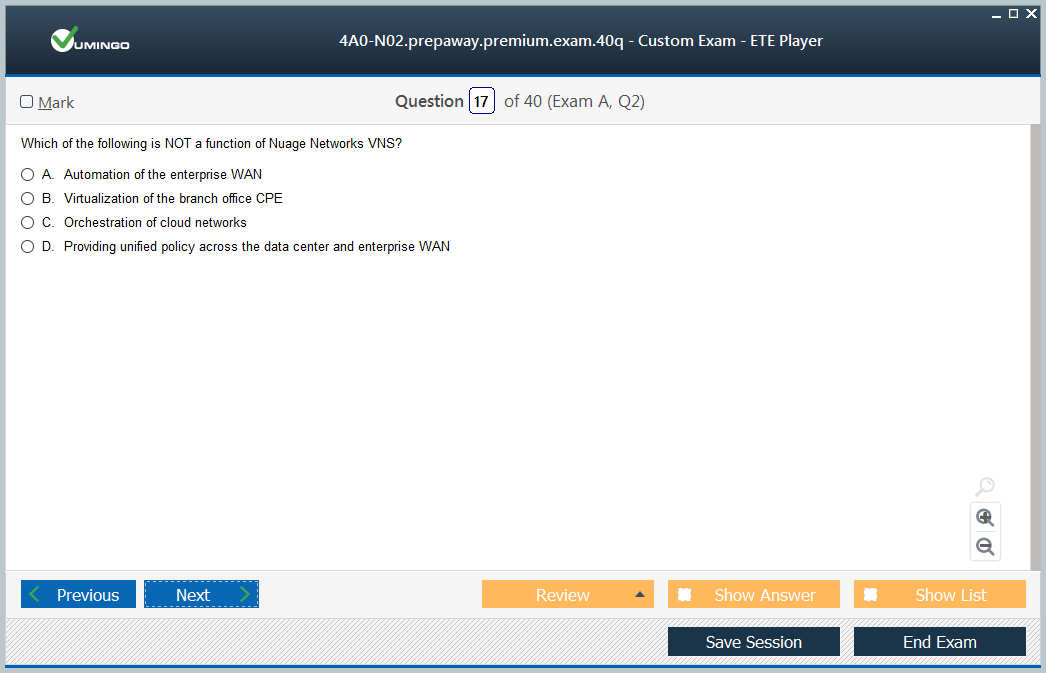 VUMINGO
4A0-N02.prepaway.premium.exam.40q - Custom Exam - ETE Player
Mark
Question 17 of 40 (Exam A, Q2)
Which of the following is NOT a function of Nuage Networks VNS?
A. Automation of the enterprise WAN
B. Virtualization of the branch office CPE
C. Orchestration of cloud networks
D. Providing unified policy across the data center and enterprise WAN
Previous
Next
Review
Show Answer
Show List
Save Session
End Exam